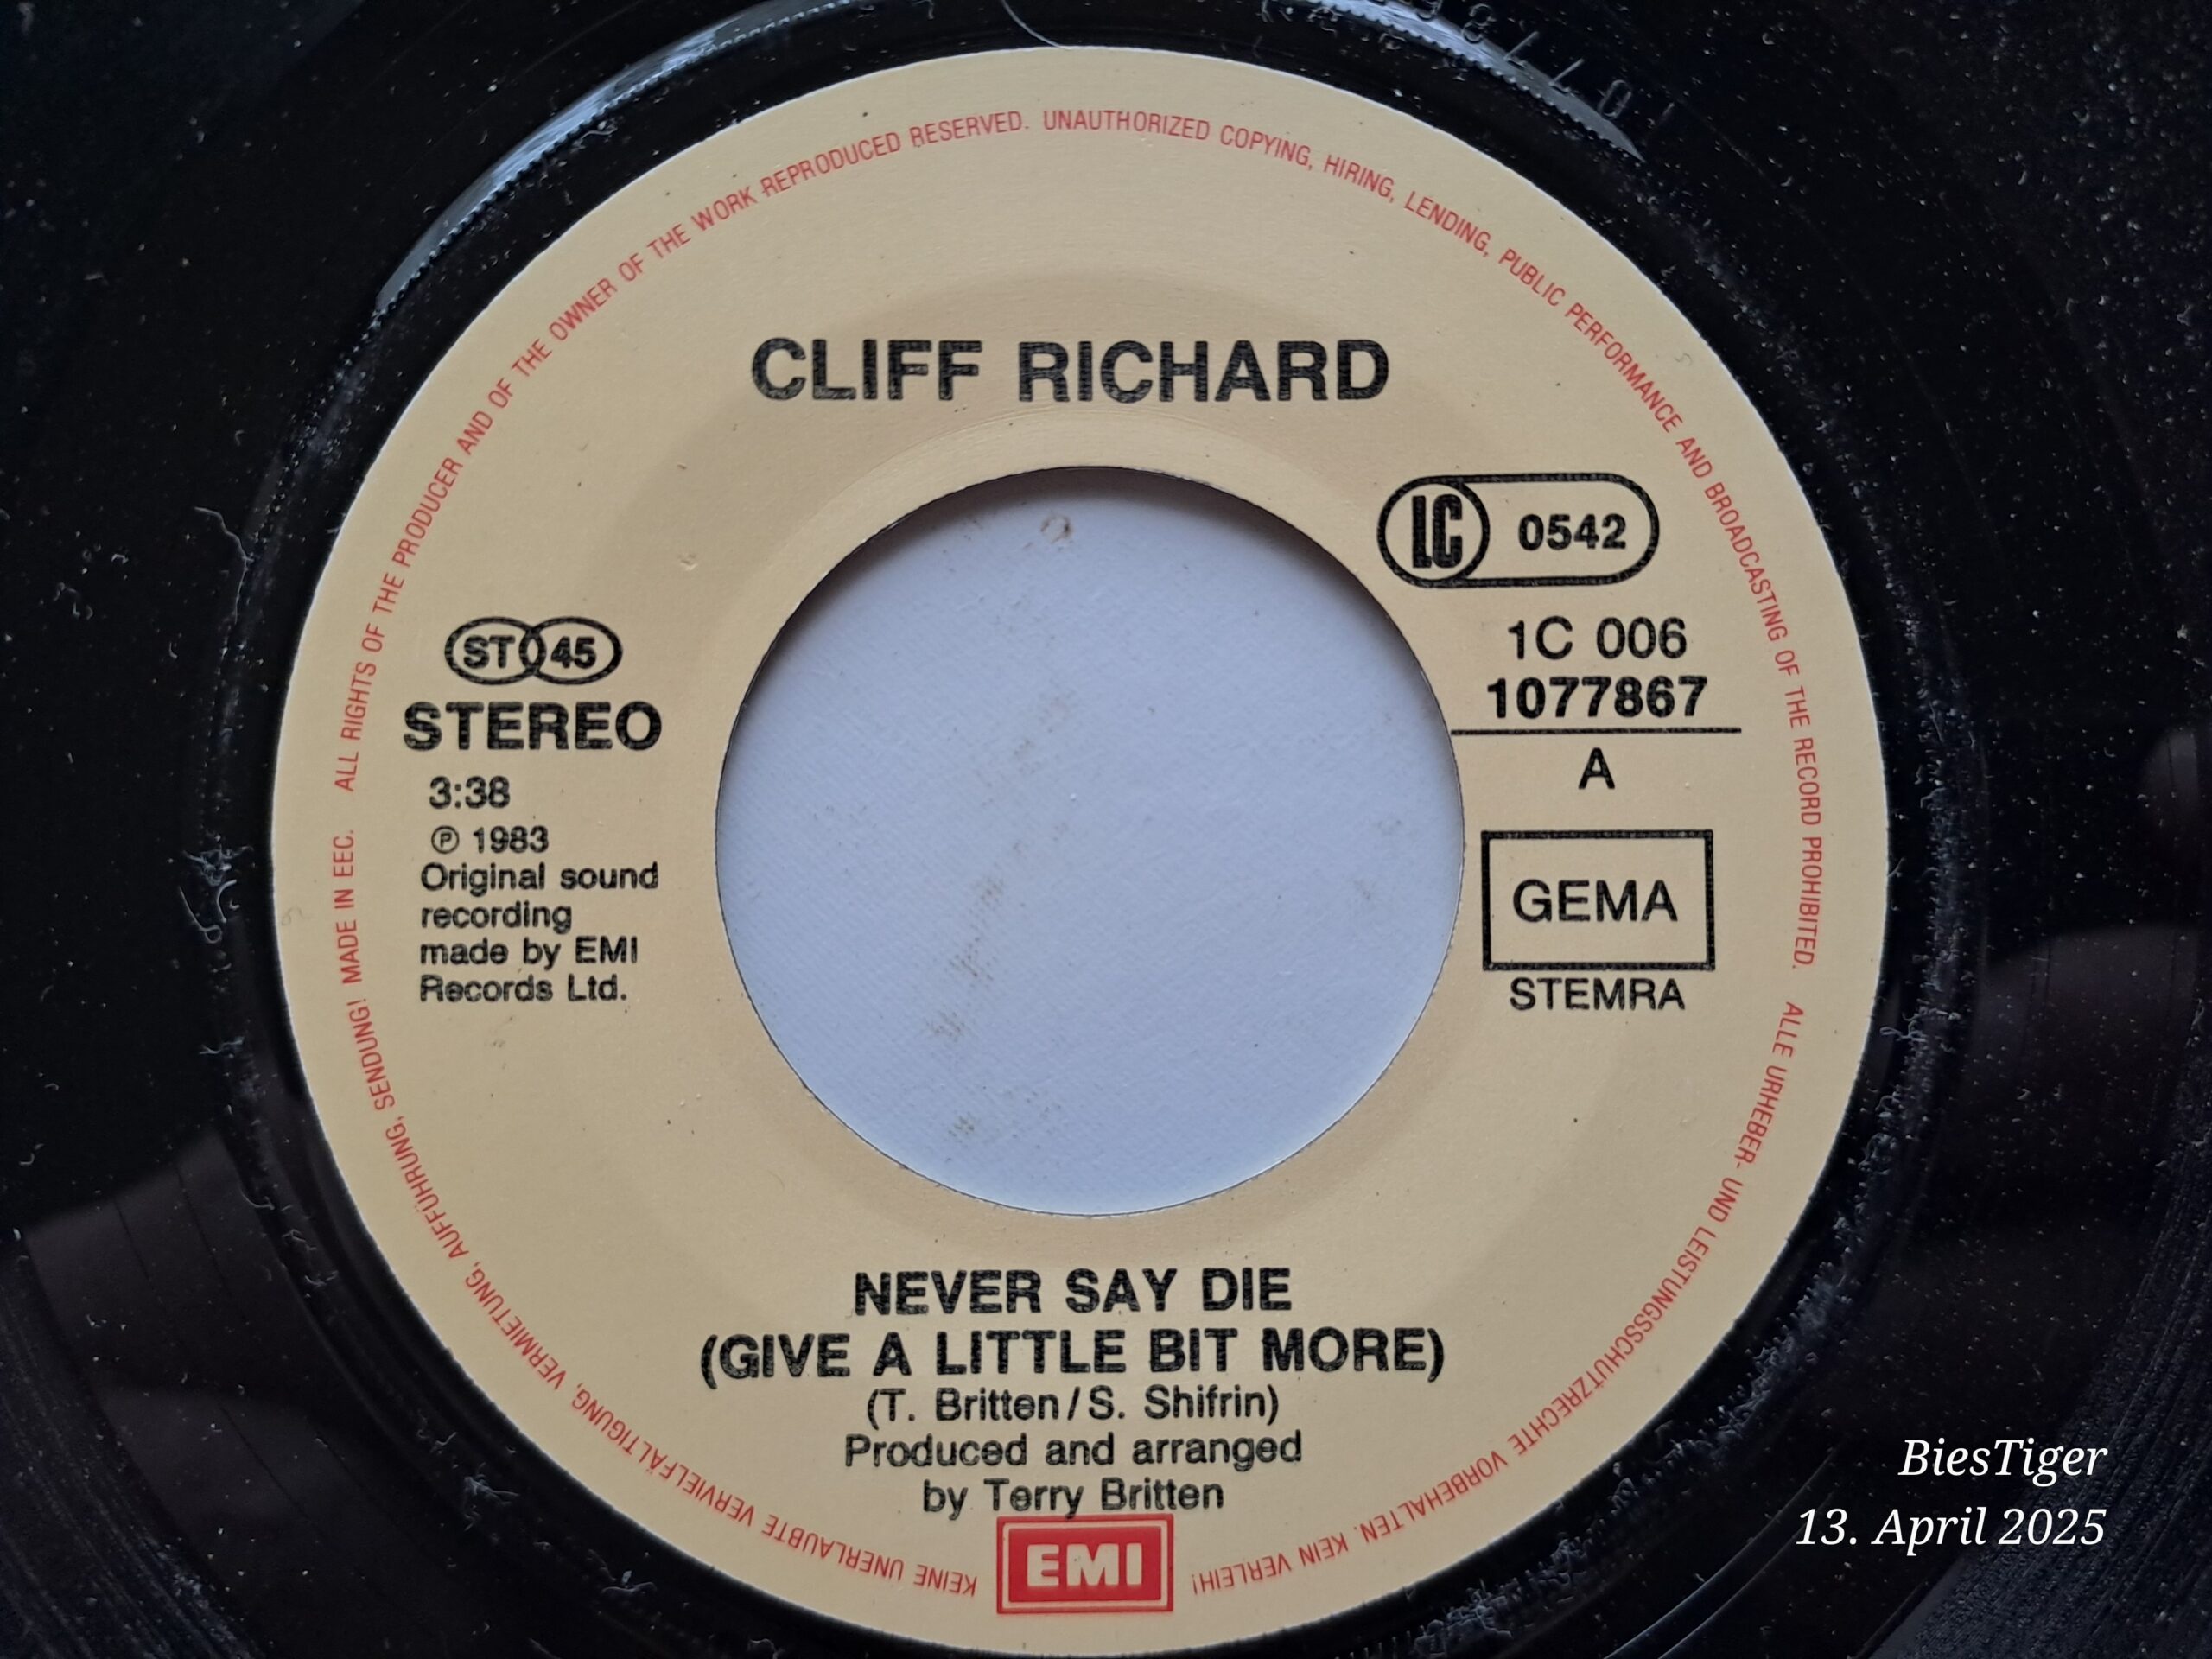 ALL RIGHTS OF THE PRODUCER AND OF THE OWNER OF THE WORK REPRODUCED RESERVED. UNAUTHORIZED COPYING, HIRING, LENDING, PUBLIC PERFORMANCE AND BROADCASTING OF THE RECORD PROHIBITED.
ALLE URHEBER- UND LEISTUNGSSCHUTZRECHTE VORBEHALTEN. KEIN VERLEIH!
KEINE UNERLAUBTE VERVIELFÄLTIGUNG, VERMIETUNG, AUFFÜHRUNG, SENDUNG! MADE IN EEC.
CLIFF RICHARD
LC 0542
1C 006
1077867
A
GEMA
STEMRA
ST 45
STEREO
3:38
℗ 1983
Original sound
recording
made by EMI
Records Ltd.
NEVER SAY DIE
(GIVE A LITTLE BIT MORE)
(T. Britten/S. Shifrin)
Produced and arranged
by Terry Britten
EMI
BiesTiger
13. April 2025